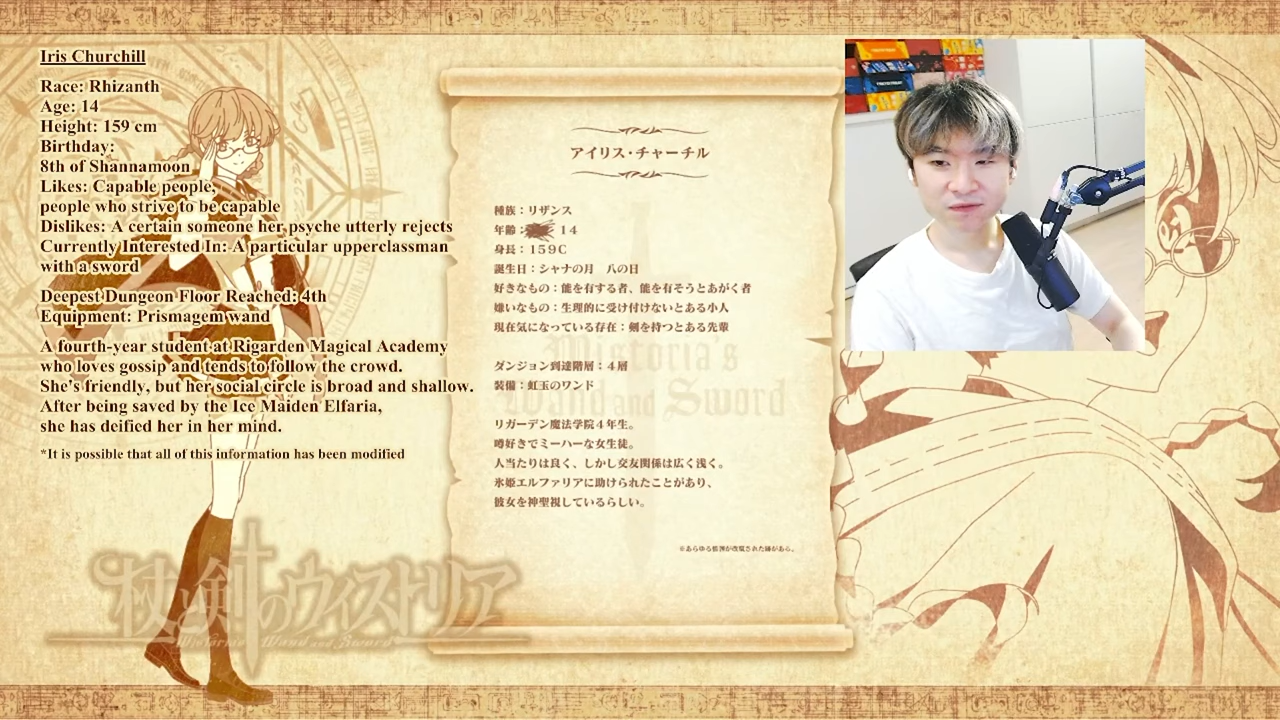 Iris Churchill
Race: Rhizanth
Age: 14
Height: 159 cm
Birthday:
8th of Shannamoon
Likes: Capable people,
people who strive to be capable
Dislikes: A certain someone her psyche utterly rejects
Currently Interested In: A particular upperclassman
with a sword
Deepest Dungeon Floor Reached: 4th
Equipment: Prismagem wand
A fourth-year student at Rigarden Magical Academy
who loves gossip and tends to follow the crowd.
She's friendly, but her social circle is broad and shallow.
After being saved by the Ice Maiden Elfaria,
she has deified her in her mind.
*It is possible that all of this information has been modified
アイリス・チャーチル
種族：リザンス
年齢： １４
身長：１５９Ｃ
誕生日：シャナの月　八の日
好きなもの：能を有する者、能を有そうとあがく者
嫌いなもの：生理的に受け付けないとある小人
現在気になっている存在：剣を持つとある先輩
ダンジョン到達階層：４層
装備：虹玉のワンド
リガーデン魔法学院４年生。
噂好きでミーハーな女生徒。
人当たりは良く、しかし交友関係は広く浅く。
氷姫エルファリアに助けられたことがあり、
彼女を神聖視しているらしい。
※あらゆる情報が改竄された跡がある。
Wistoria's
Wand and Sword
杖と剣のウィストリア
Wistoria: Wand and Sword